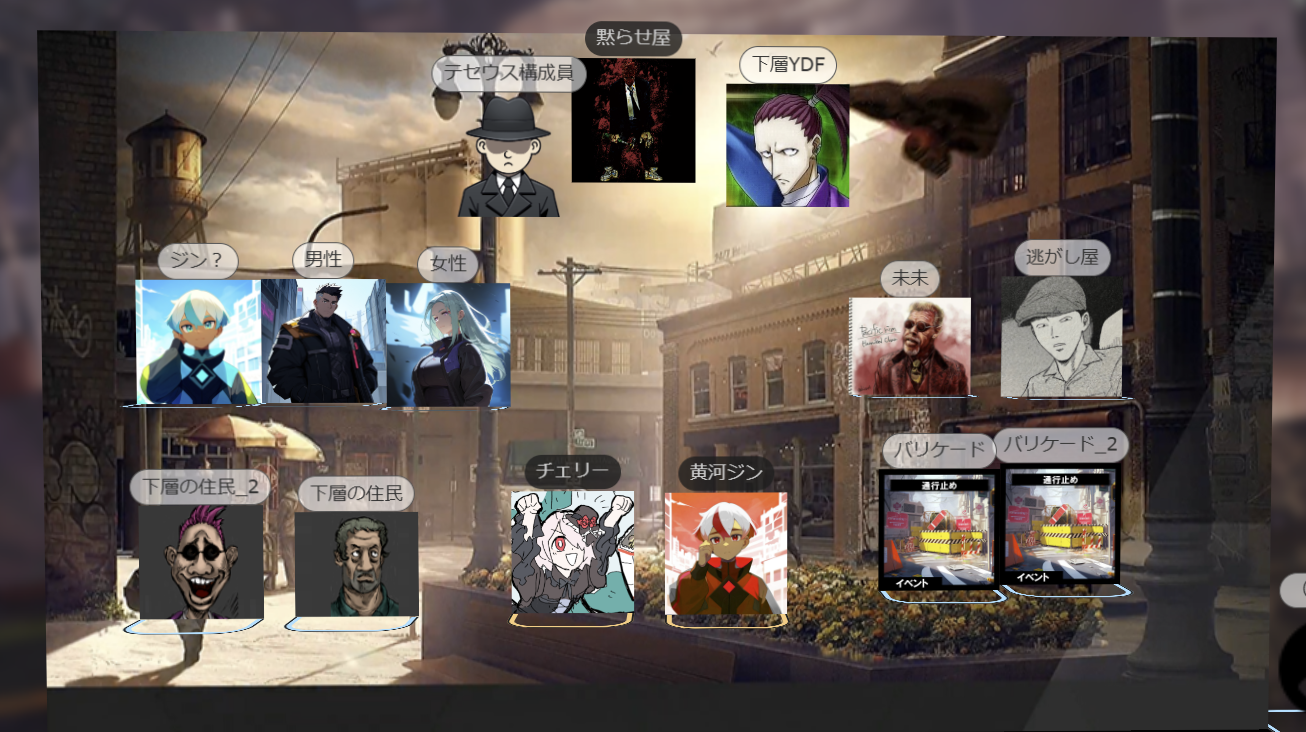 黙らせ屋
テセウス構成員
下層YDF
ジン？
男性
女性
未未
逃がし屋
下層の住民_2
下層の住民
チェリー
黄河ジン
バリケード
バリケード_2
通行止め
通行止め
イベント
イベント